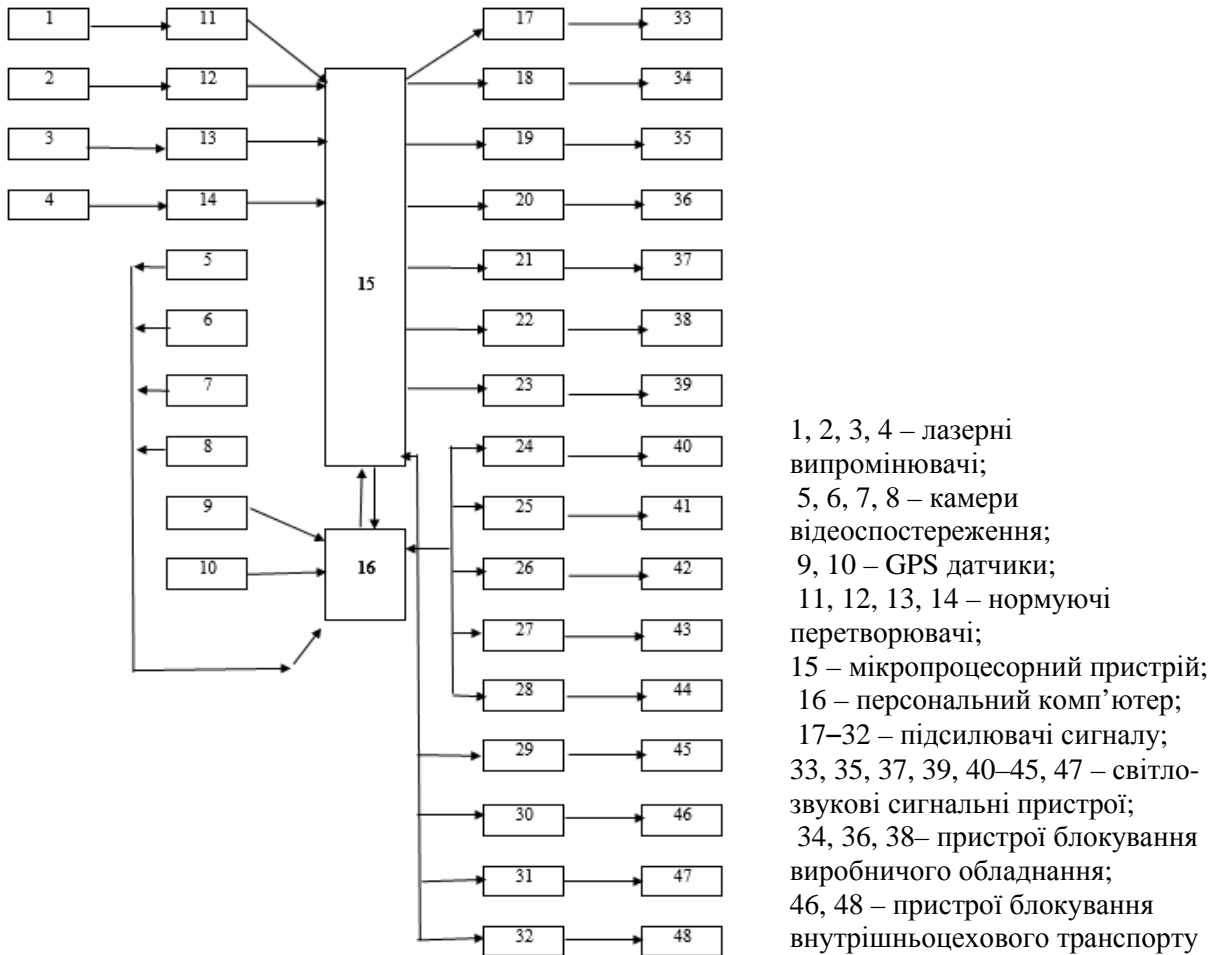 1 11 17 33
2 12 18 34
3 13 19 35
4 14 20 36
5 21 37
15
6 22 38
7 23 39
8 24 40
9 25 41
10 16 26 42
27 43
28 44
29 45
30 46
31 47
32 48
1, 2, 3, 4 – лазерні
випромінювачі;
5, 6, 7, 8 – камери
відеоспостереження;
9, 10 – GPS датчики;
11, 12, 13, 14 – нормуючі
перетворювачі;
15 – мікропроцесорний пристрій;
16 – персональний комп’ютер;
17–32 – підсилювачі сигналу;
33, 35, 37, 39, 40–45, 47 – світло-
звукові сигнальні пристрої;
34, 36, 38– пристрої блокування
виробничого обладнання;
46, 48 – пристрої блокування
внутрішньоцехового транспорту